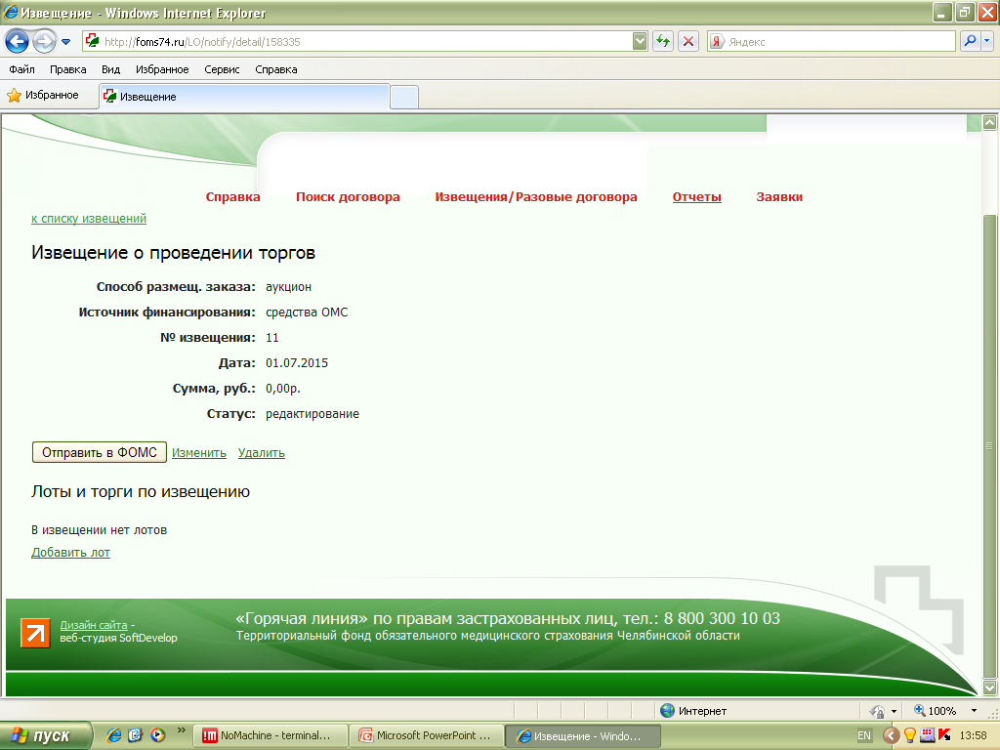 Извещение - Windows Internet Explorer
http://foms74.ru/LO/notify/detail/158335
Яндекс
Файл Правка Вид Избранное Сервис Справка
Избранное Извещение
Справка Поиск договора Извещения/Разовые договора Отчеты Заявки
к списку извещений
Извещение о проведении торгов
Способ размещ. заказа: аукцион
Источник финансирования: средства ОМС
№ извещения: 11
Дата: 01.07.2015
Сумма, руб.: 0,00р.
Статус: редактирование
Отправить в ФОМС Изменить Удалить
Лоты и торги по извещению
В извещении нет лотов
Добавить лот
Дизайн сайта -
веб-студия SoftDevelop
«Горячая линия» по правам застрахованных лиц, тел.: 8 800 300 10 03
Территориальный фонд обязательного медицинского страхования Челябинской области
Интернет 100%
пуск NoMachine - terminal... Microsoft PowerPoint ... Извещение - Windo... EN 13:58